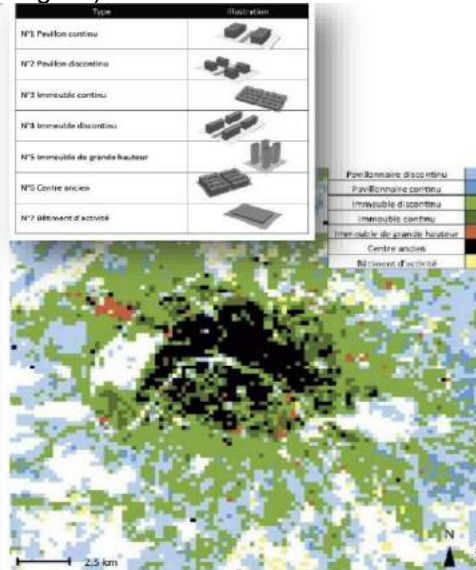 Type Illustration
N°1 Pavillon continu
N°2 Pavillon discontinu
N°3 Immeuble continu
N°4 Immeuble discontinu
N°5 Immeuble de grande hauteur
N°6 Centre ancien
N°7 Bâtiment d'activité
Pavillonnaire discontinu
Pavillonnaire continu
Immeuble discontinu
Immeuble continu
Immeuble de grande hauteur
Centre ancien
Bâtiment d'activité
N
2,5 km